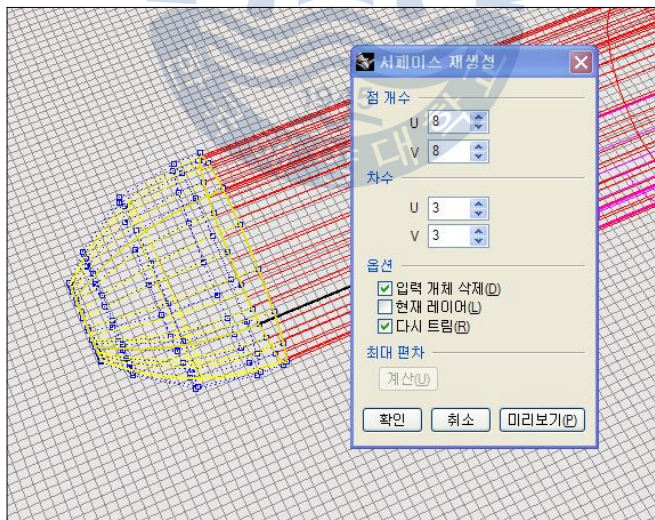 서페이스 재생성
점 개수
U 8
V 8
차수
U 3
V 3
옵션
입력 개체 삭제(D)
현재 레이어(L)
다시 트림(R)
최대 편차
계산(U)
확인 취소 미리보기(P)